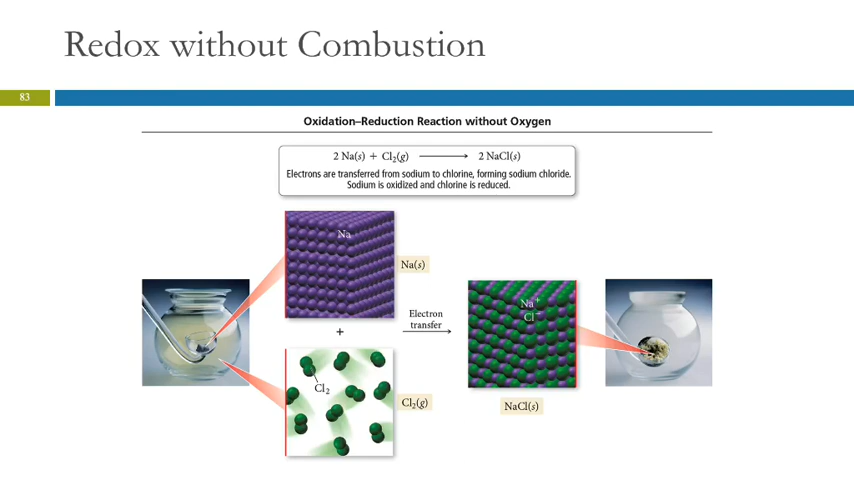 Redox without Combustion
83
Oxidation–Reduction Reaction without Oxygen
2 Na(s) + Cl₂(g) ⟶ 2 NaCl(s)
Electrons are transferred from sodium to chlorine, forming sodium chloride.
Sodium is oxidized and chlorine is reduced.
Na
Na(s)
+
Cl₂
Cl₂(g)
Electron
transfer
Na⁺
Cl⁻
NaCl(s)